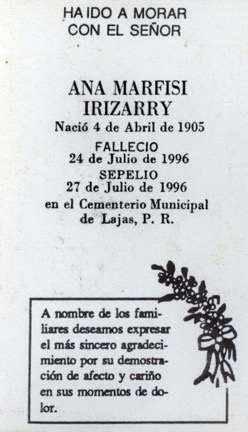 HA IDO A MORAR
CON EL SEÑOR
ANA MARFISI
IRIZARRY
Nació 4 de Abril de 1905
FALLECIO
24 de Julio de 1996
SEPELIO
27 de Julio de 1996
en el Cementerio Municipal
de Lajas, P. R.
A nombre de los fami-
liares deseamos expresar
el más sincero agradeci-
miento por su demostra-
ción de afecto y cariño
en sus momentos de do-
lor.